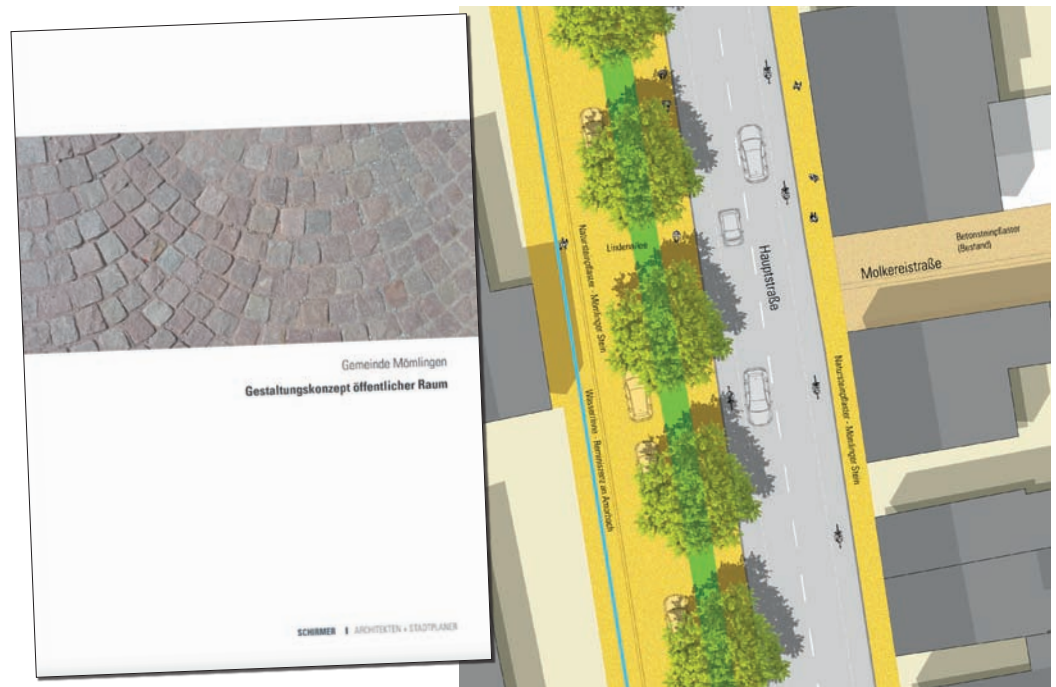 Gemeinde Mömlingen
Gestaltungskonzept öffentlicher Raum
SCHIRMER | ARCHITEKTEN + STADTPLANER
Lindenallee
Natursteinpflaster - Mömlinger Stein
Wasserrinne - Reminiszenz an Amorbach
Hauptstraße
Natursteinpflaster - Mömlinger Stein
Molkereistraße
Betonsteinpflaster
(Bestand)